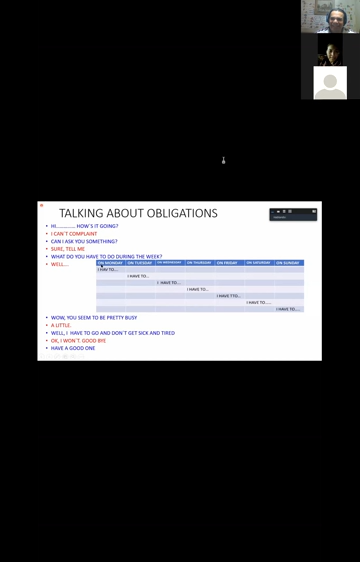 TALKING ABOUT OBLIGATIONS
HI.............. HOW´S IT GOING?
I CAN´T COMPLAINT
CAN I ASK YOU SOMETHING?
SURE, TELL ME
WHAT DO YOU HAVE TO DO DURING THE WEEK?
WELL...
ON MONDAY ON TUESDAY ON WEDNESDAY ON THURSDAY ON FRIDAY ON SATURDAY ON SUNDAY
I HAV TO....
I HAVE TO...
I HAVE TO...
I HAVE TO...
I HAVE TTO...
I HAVE TO......
I HAVE TO.....
WOW, YOU SEEM TO BE PRETTY BUSY
A LITTLE.
WELL, I HAVE TO GO AND DON´T GET SICK AND TIRED
OK, I WON´T. GOOD BYE
HAVE A GOOD ONE